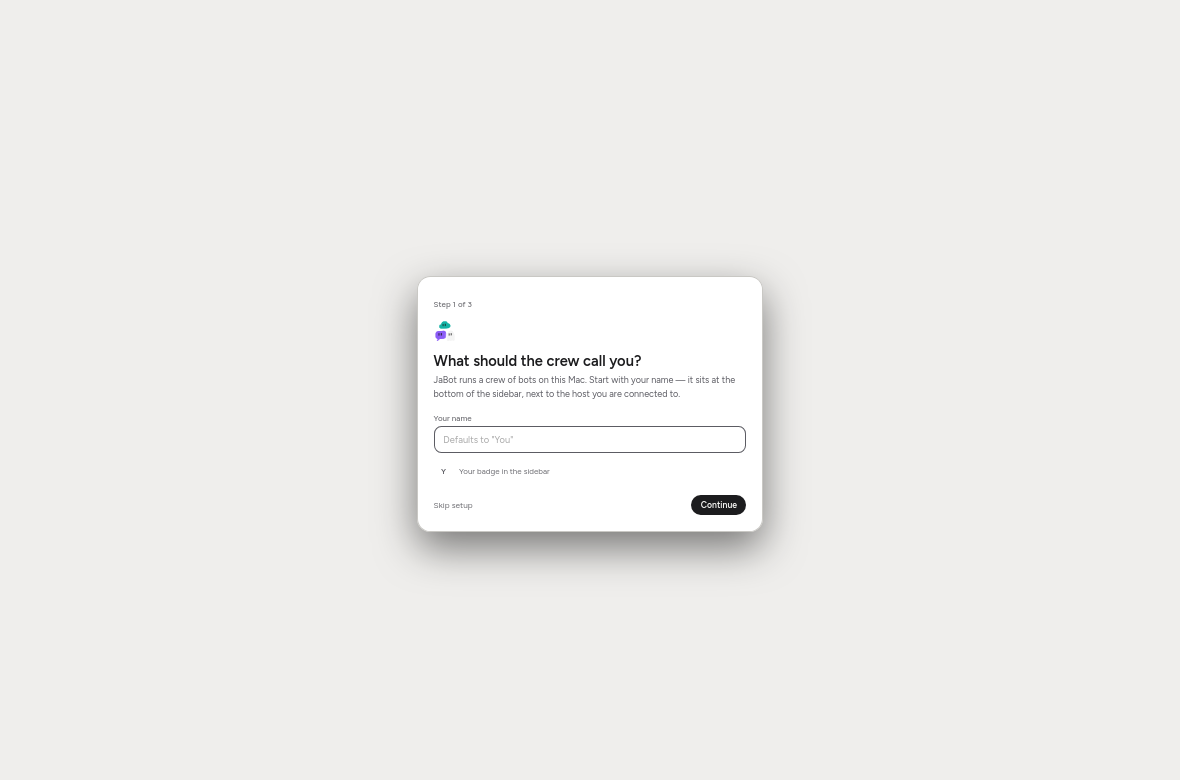 Step 1 of 3
What should the crew call you?
JaBot runs a crew of bots on this Mac. Start with your name — it sits at the
bottom of the sidebar, next to the host you are connected to.
Your name
Defaults to "You"
Y Your badge in the sidebar
Skip setup
Continue